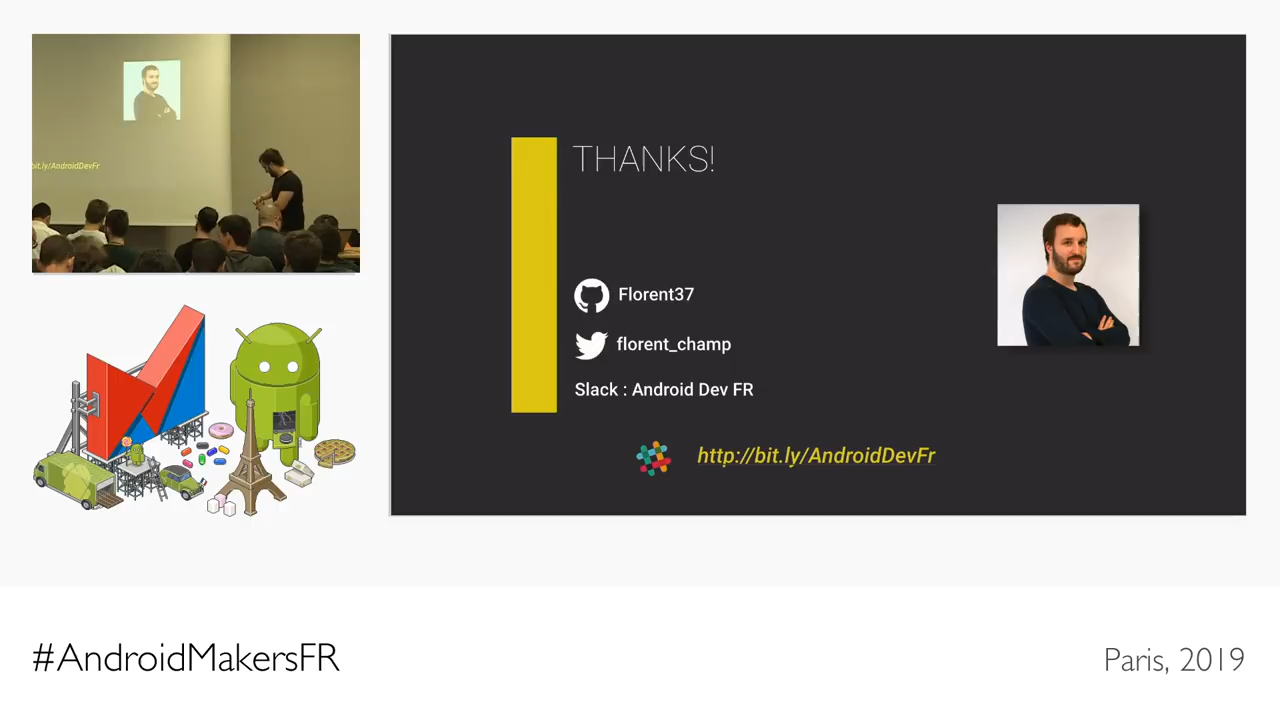 bit.ly/AndroidDevFr
THANKS!
Florent37
florent_champ
Slack : Android Dev FR
http://bit.ly/AndroidDevFr
#AndroidMakersFR
Paris, 2019